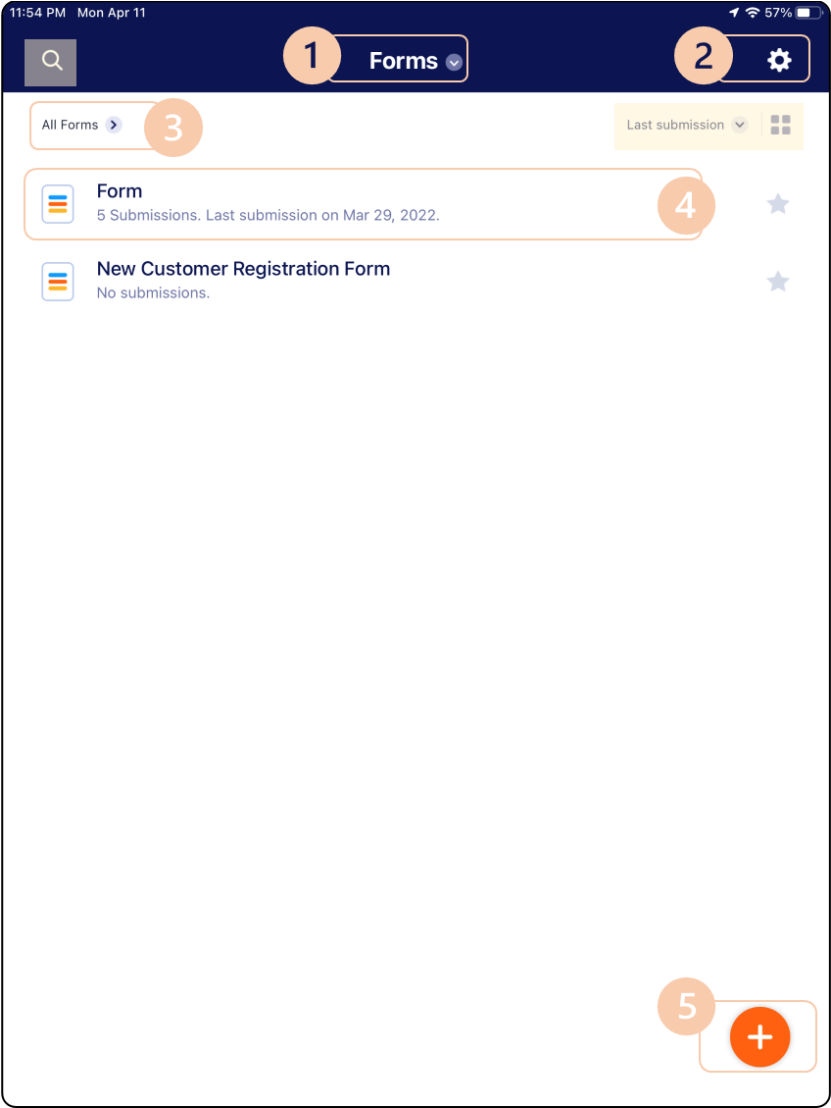 11:54 PM Mon Apr 11 57%
1 Forms 2
All Forms 3 Last submission
Form
5 Submissions. Last submission on Mar 29, 2022.
4
New Customer Registration Form
No submissions.
5